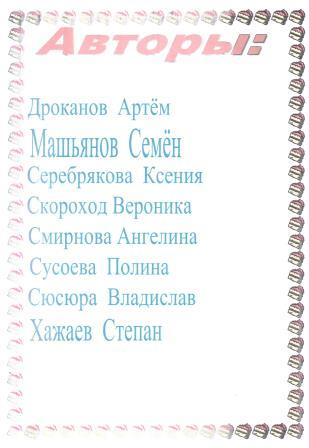 Авторы:
Дроканов Артём
Машьянов Семён
Серебрякова Ксения
Скороход Вероника
Смирнова Ангелина
Сусоева Полина
Сюсюра Владислав
Хажаев Степан